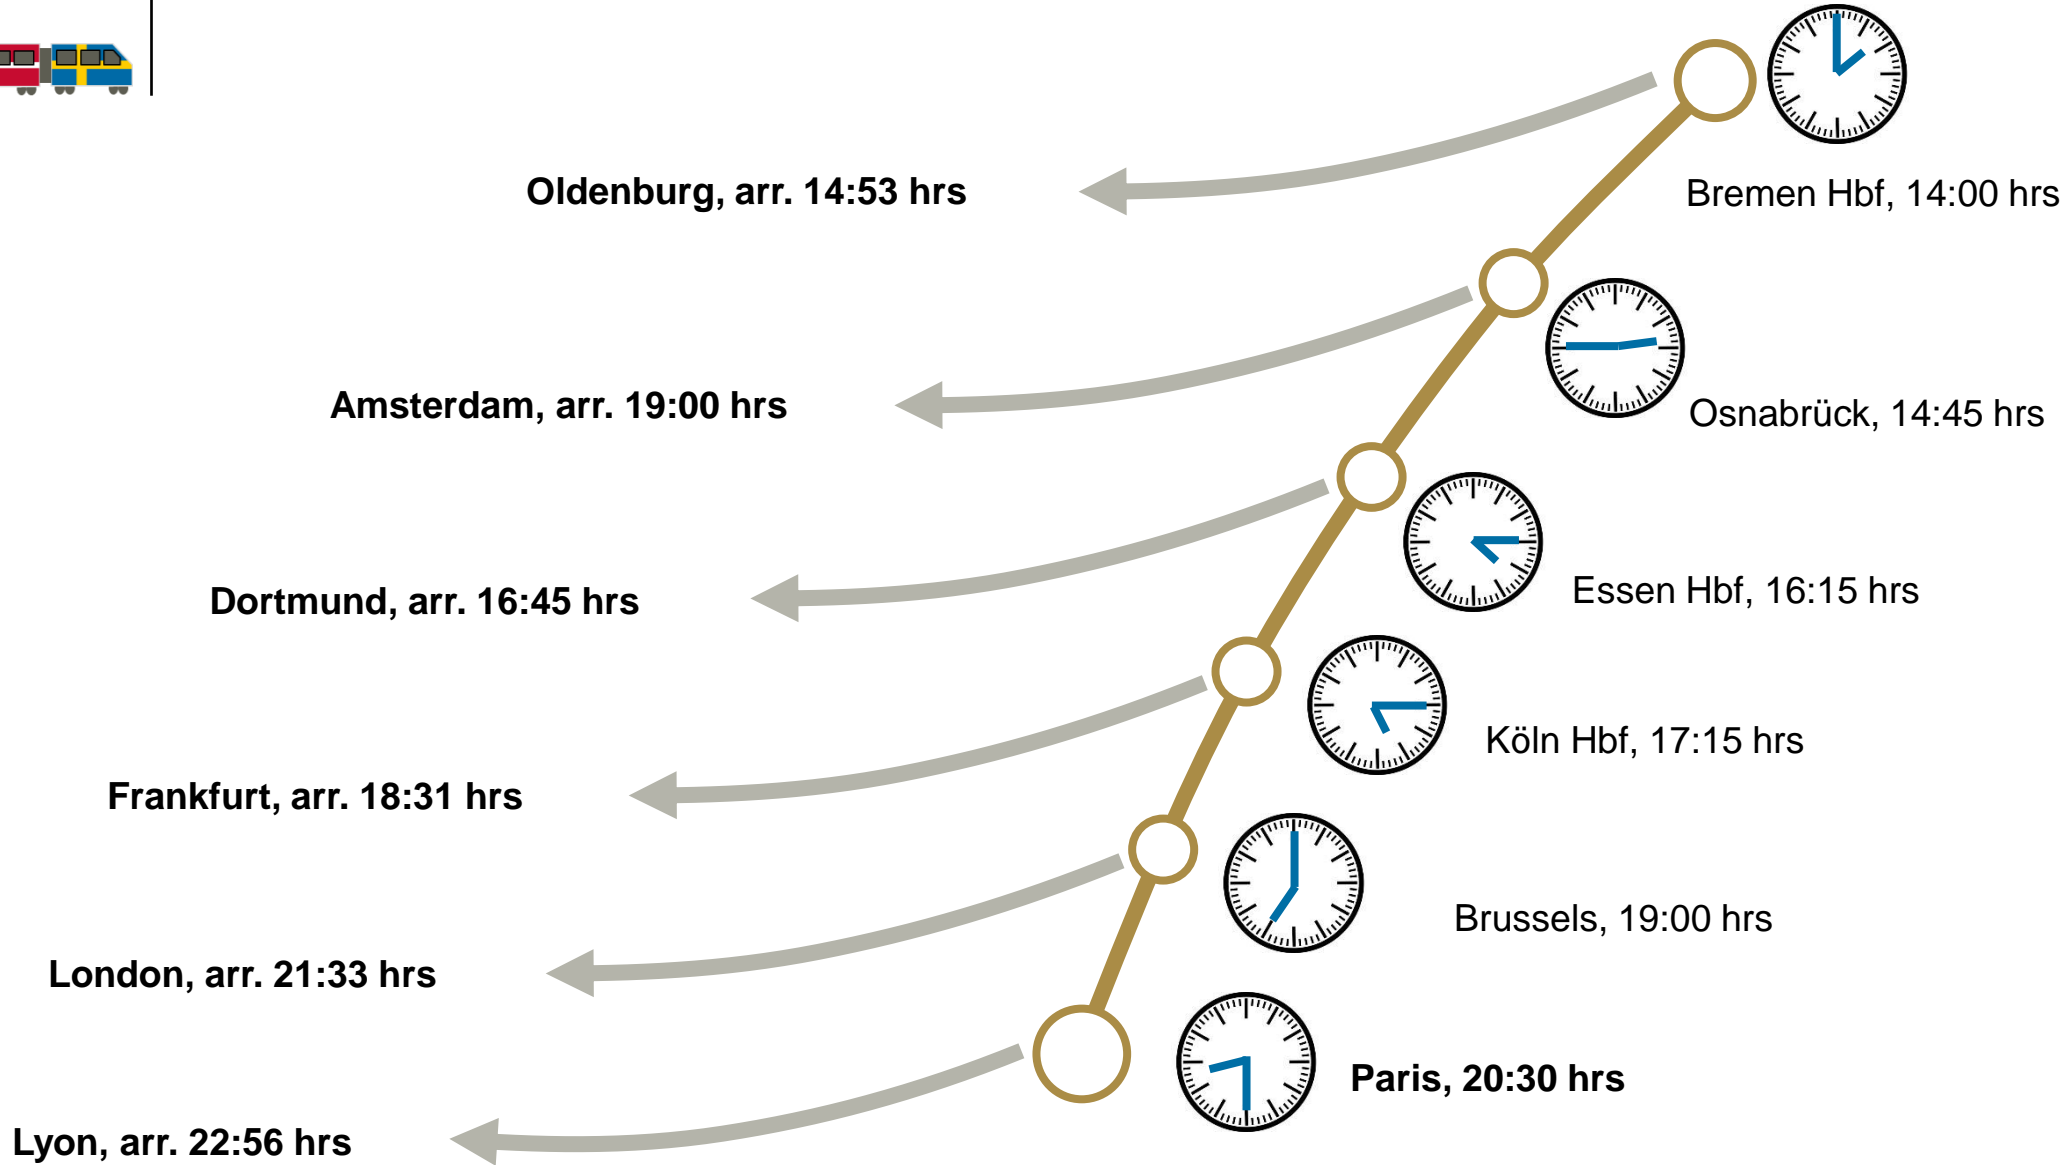 Oldenburg, arr. 14:53 hrs
Bremen Hbf, 14:00 hrs
Amsterdam, arr. 19:00 hrs
Osnabrück, 14:45 hrs
Dortmund, arr. 16:45 hrs
Essen Hbf, 16:15 hrs
Frankfurt, arr. 18:31 hrs
Köln Hbf, 17:15 hrs
London, arr. 21:33 hrs
Brussels, 19:00 hrs
Lyon, arr. 22:56 hrs
Paris, 20:30 hrs